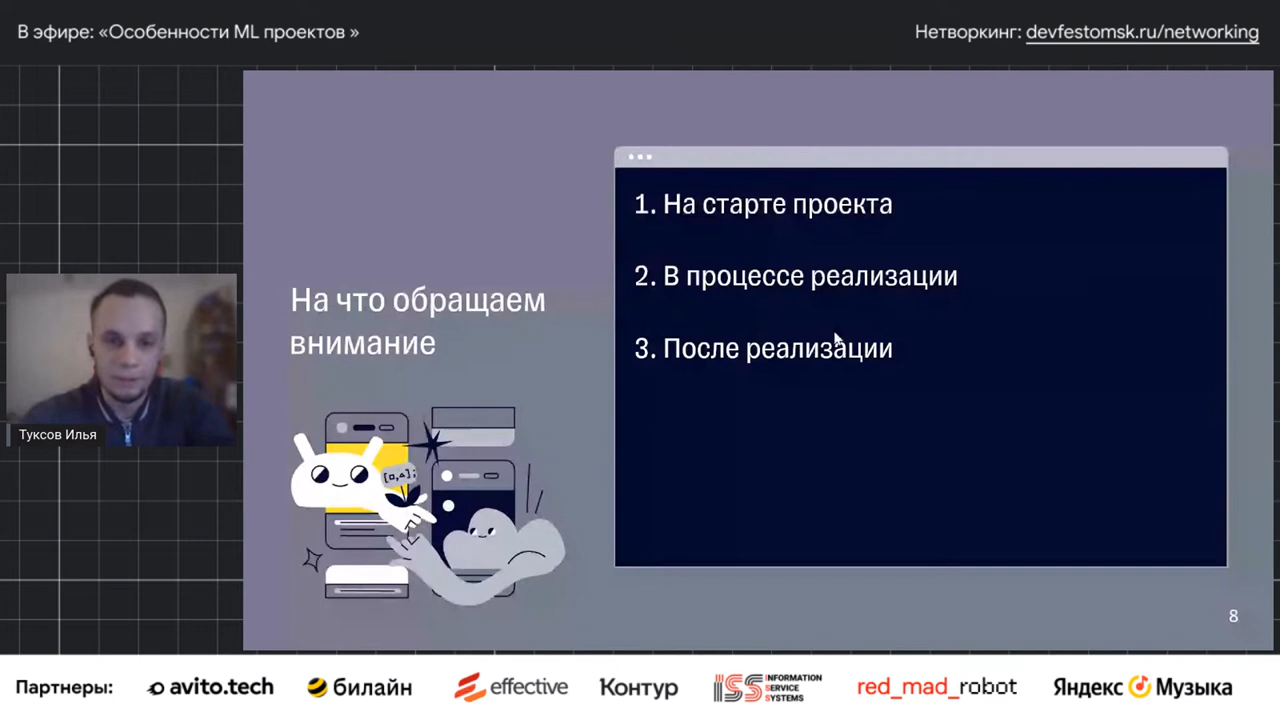 В эфире: «Особенности ML проектов »
Нетворкинг: devfestomsk.ru/networking
1. На старте проекта
2. В процессе реализации
3. После реализации
На что обращаем
внимание
[о,▲];
Туксов Илья
8
Партнеры:
avito.tech
билайн
effective
Контур
ISS INFORMATION
SERVICE
SYSTEMS
red_mad_robot
Яндекс Музыка